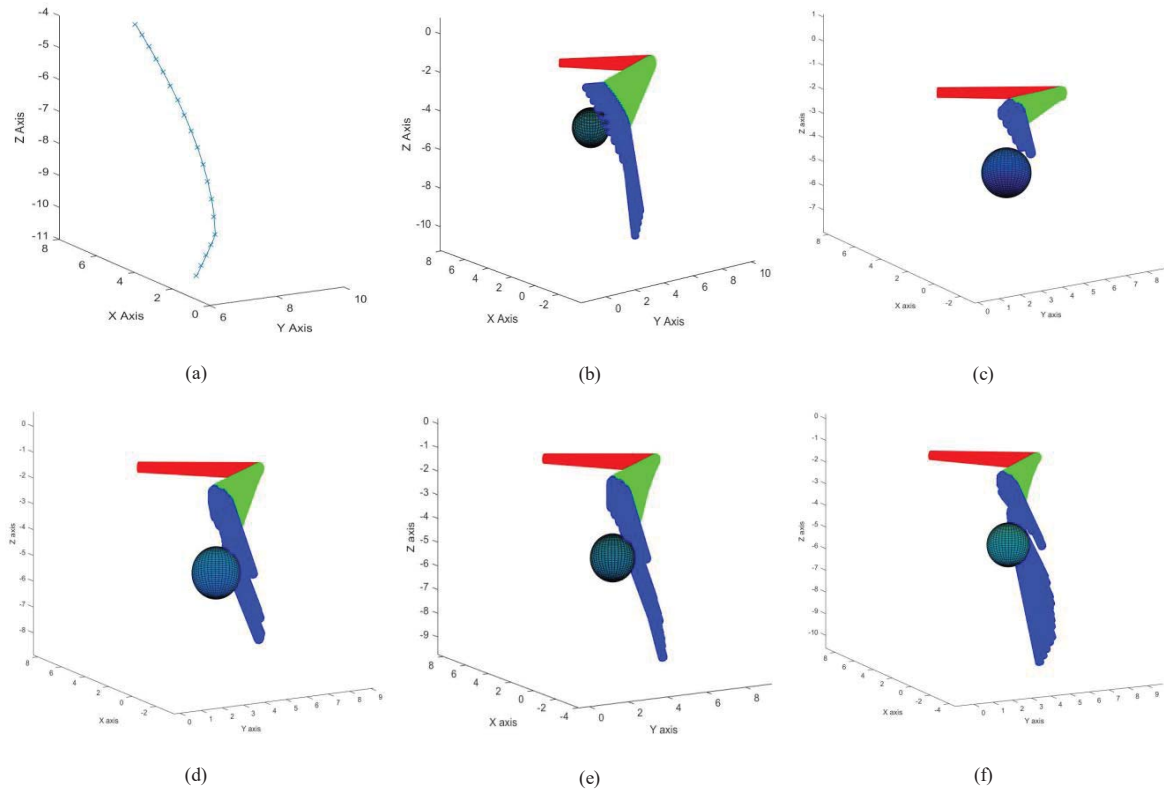 -4
-5
-6
-7
-8
-9
-10
-11
Z Axis
8 6 4 2 0
X Axis
6 8 10
Y Axis
(a)
0
-2
-4
-6
-8
-10
Z Axis
8 6 4 2 0 -2
X Axis
0 2 4 6 8 10
Y Axis
(b)
1
0
-1
-2
-3
-4
-5
-6
-7
Z axis
8 6 4 2 0 -2
X axis
0 1 2 3 4 5 6 7 8
Y axis
(c)
0
-1
-2
-3
-4
-5
-6
-7
-8
Z axis
8 6 4 2 0 -2
X axis
0 1 2 3 4 5 6 7 8 9
Y axis
(d)
0
-1
-2
-3
-4
-5
-6
-7
-8
-9
Z axis
8 6 4 2 0 -2 -4
X axis
0 2 4 6 8
Y axis
(e)
0
-1
-2
-3
-4
-5
-6
-7
-8
-9
-10
Z axis
8 6 4 2 0 -2 -4
X axis
0 1 2 3 4 5 6 7 8 9
Y axis
(f)